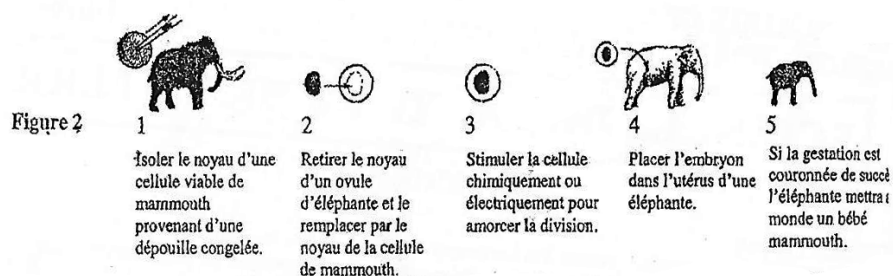 Figure 2
1
Isoler le noyau d'une
cellule viable de
mammouth
provenant d'une
dépouille congelée.
2
Retirer le noyau
d'un ovule
d'éléphante et le
remplacer par le
noyau de la cellule
de mammouth.
3
Stimuler la cellule
chimiquement ou
électriquement pour
amorcer la division.
4
Placer l'embryon
dans l'utérus d'une
éléphante.
5
Si la gestation est
couronnée de succè
l'éléphante mettra
monde un bébé
mammouth.